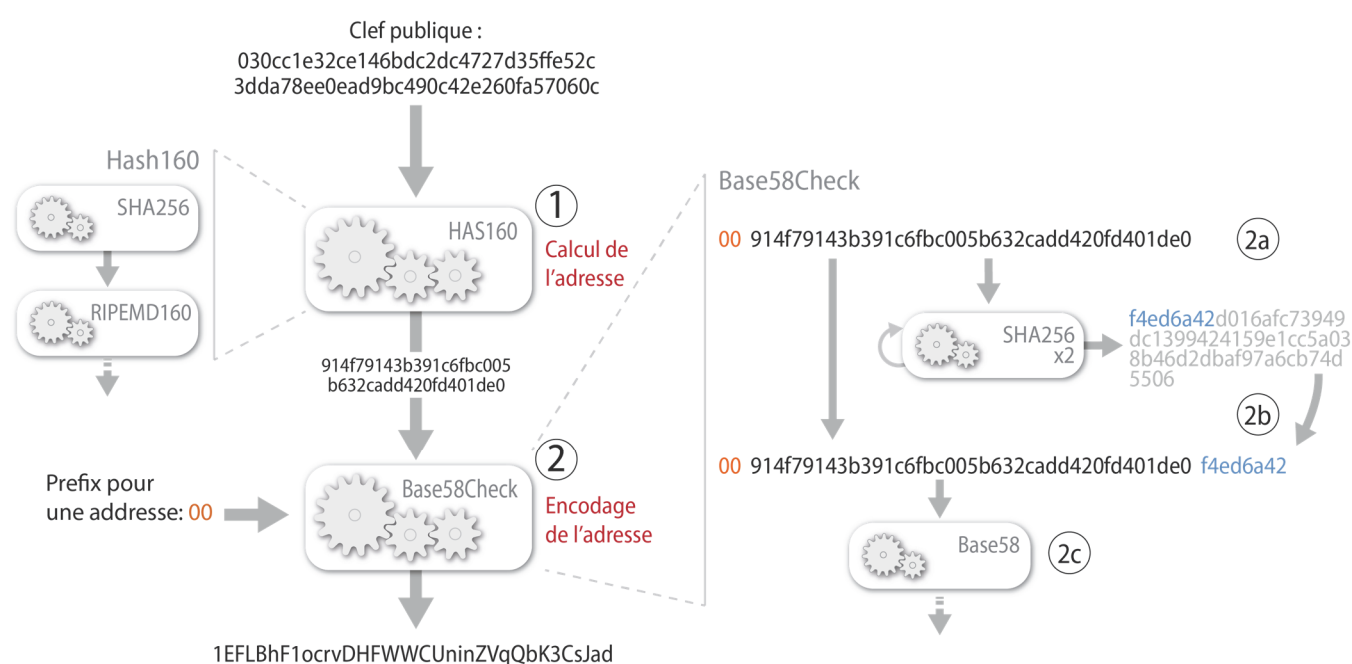 Clef publique :
030cc1e32ce146bdc2dc4727d35ffe52c
3dda78ee0ead9bc490c42e260fa57060c
Hash160
SHA256
RIPEMD160
HAS160
1
Calcul de
l'adresse
914f79143b391c6fbc005
b632cadd420fd401de0
Prefix pour
une addresse: 00
Base58Check
2
Encodage
de l'adresse
1EFLBhF1ocrvDHFWWCUninZVqQbK3CsJad
Base58Check
00 914f79143b391c6fbc005b632cadd420fd401de0
2a
SHA256
x2
f4ed6a42d016afc73949
dc1399424159e1cc5a03
8b46d2dbaf97a6cb74d
5506
2b
00 914f79143b391c6fbc005b632cadd420fd401de0 f4ed6a42
Base58
2c